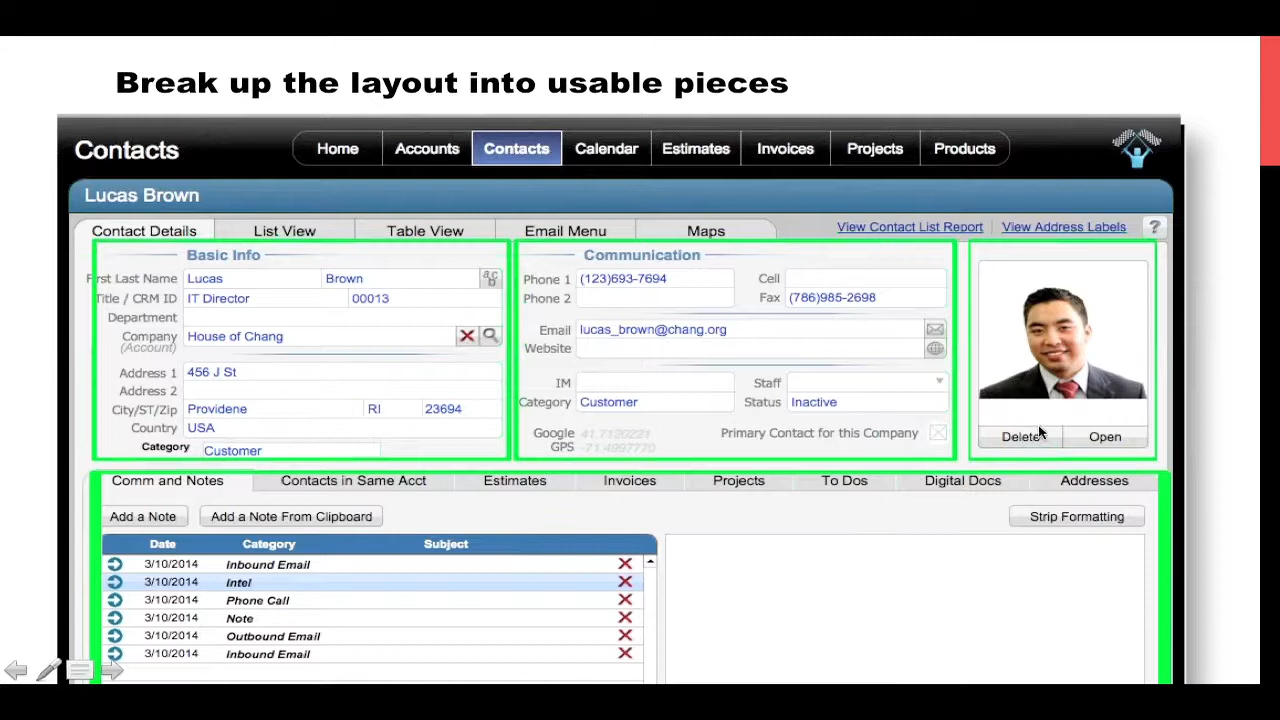 Break up the layout into usable pieces
Contacts Home Accounts Contacts Calendar Estimates Invoices Projects Products
Lucas Brown
Contact Details List View Table View Email Menu Maps View Contact List Report View Address Labels ?
Basic Info
First Last Name Lucas Brown
Title / CRM ID IT Director 00013
Department
Company House of Chang
(Account)
Address 1 456 J St
Address 2
City/ST/Zip Providene RI 23694
Country USA
Category Customer
Communication
Phone 1 (123)693-7694 Cell
Phone 2 Fax (786)985-2698
Email lucas_brown@chang.org
Website
IM Staff
Category Customer Status Inactive
Google 41.7120221 Primary Contact for this Company
GPS -71.4997770
Delete Open
Comm and Notes Contacts in Same Acct Estimates Invoices Projects To Dos Digital Docs Addresses
Add a Note Add a Note From Clipboard Strip Formatting
Date Category Subject
3/10/2014 Inbound Email
3/10/2014 Intel
3/10/2014 Phone Call
3/10/2014 Note
3/10/2014 Outbound Email
3/10/2014 Inbound Email